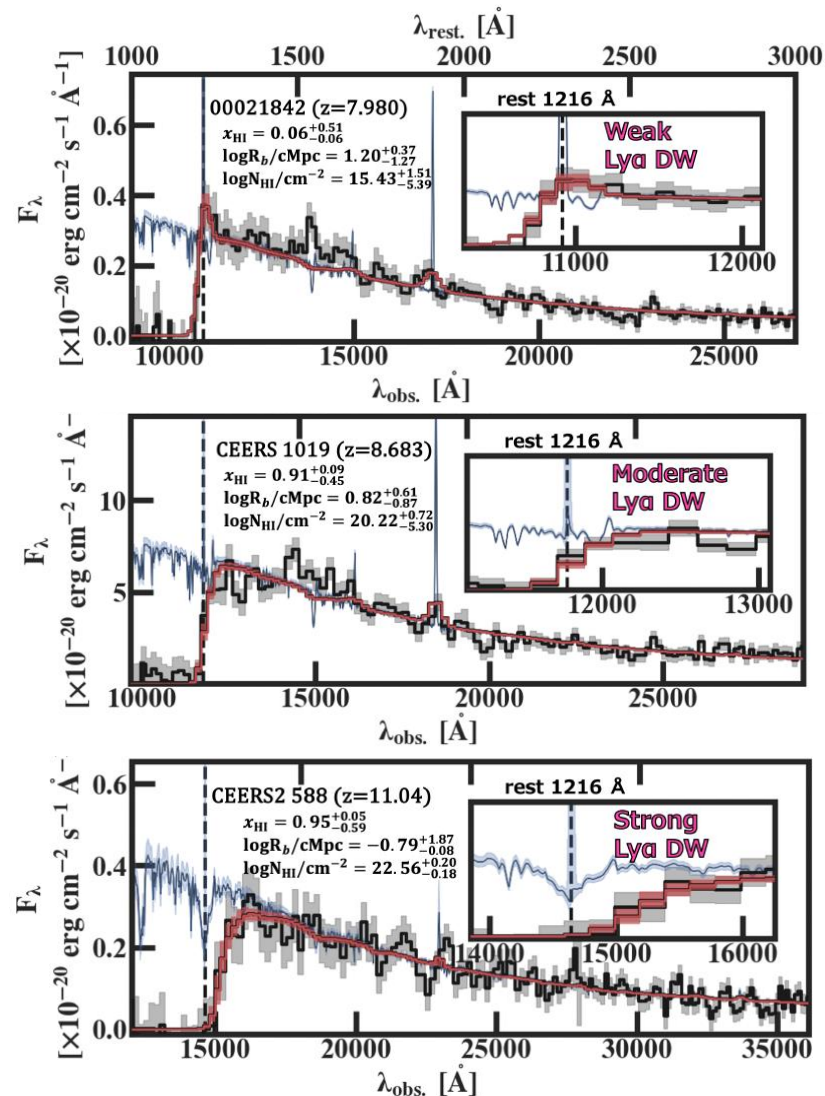 λrest. [Å]
1000 1500 2000 2500 3000
00021842 (z=7.980)
xHI = 0.06+0.51−0.06
logRb/cMpc = 1.20+0.37−1.27
logNHI/cm−2 = 15.43+1.51−5.39
rest 1216 Å
Weak
Lyα DW
11000 12000
0.6
0.4
0.2
0.0
Fλ
[×10−20 erg cm−2 s−1 Å−1]
10000 15000 20000 25000
λobs. [Å]
CEERS 1019 (z=8.683)
xHI = 0.91+0.09−0.45
logRb/cMpc = 0.82+0.61−0.87
logNHI/cm−2 = 20.22+0.72−5.30
rest 1216 Å
Moderate
Lyα DW
12000 13000
10
5
Fλ
[×10−20 erg cm−2 s−1 Å−
10000 15000 20000 25000
λobs. [Å]
CEERS2 588 (z=11.04)
xHI = 0.95+0.05−0.59
logRb/cMpc = −0.79+1.87−0.08
logNHI/cm−2 = 22.56+0.20−0.18
rest 1216 Å
Strong
Lyα DW
14000 15000 16000
0.6
0.4
0.2
0.0
Fλ
[×10−20 erg cm−2 s−1 Å−
15000 20000 25000 30000 35000
λobs. [Å]